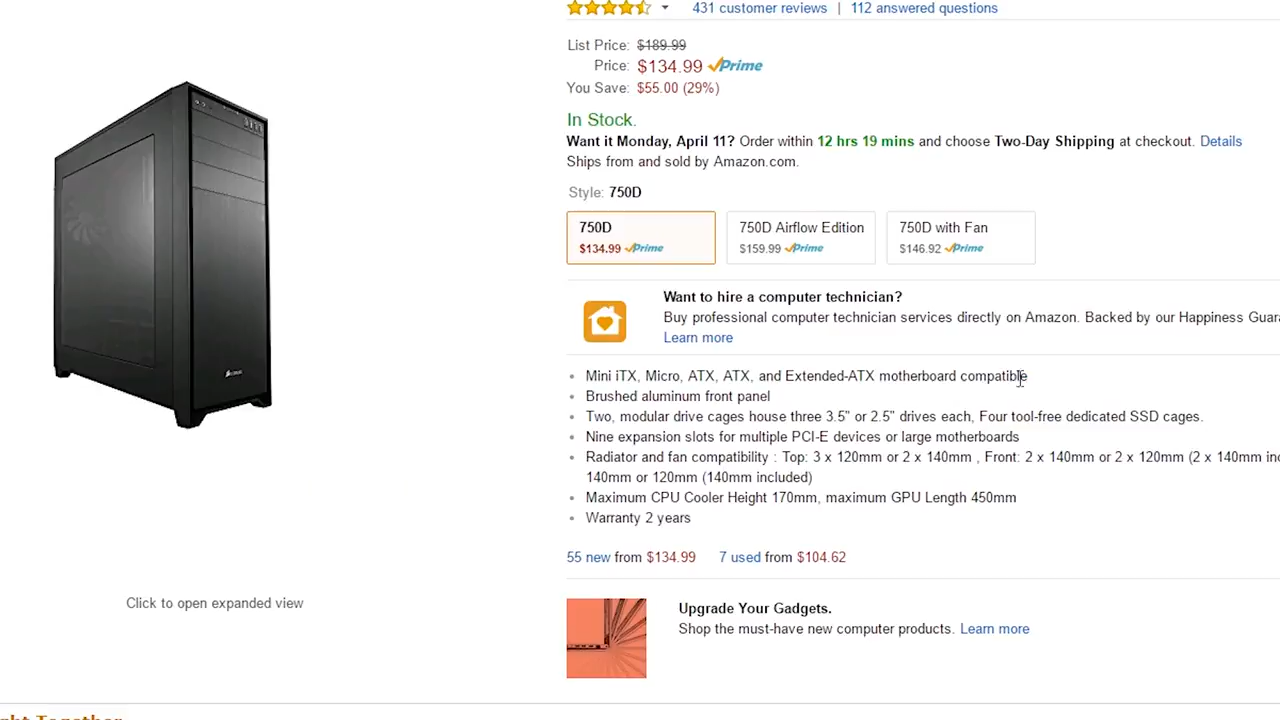 431 customer reviews | 112 answered questions
List Price: $189.99
Price: $134.99 Prime
You Save: $55.00 (29%)
In Stock.
Want it Monday, April 11? Order within 12 hrs 19 mins and choose Two-Day Shipping at checkout. Details
Ships from and sold by Amazon.com.
Style: 750D
750D
$134.99 Prime
750D Airflow Edition
$159.99 Prime
750D with Fan
$146.92 Prime
Want to hire a computer technician?
Buy professional computer technician services directly on Amazon. Backed by our Happiness Guara
Learn more
Mini iTX, Micro, ATX, ATX, and Extended-ATX motherboard compatible
Brushed aluminum front panel
Two, modular drive cages house three 3.5” or 2.5” drives each, Four tool-free dedicated SSD cages.
Nine expansion slots for multiple PCI-E devices or large motherboards
Radiator and fan compatibility : Top: 3 x 120mm or 2 x 140mm , Front: 2 x 140mm or 2 x 120mm (2 x 140mm inc
140mm or 120mm (140mm included)
Maximum CPU Cooler Height 170mm, maximum GPU Length 450mm
Warranty 2 years
55 new from $134.99 7 used from $104.62
Click to open expanded view
Upgrade Your Gadgets.
Shop the must-have new computer products. Learn more
ght Together